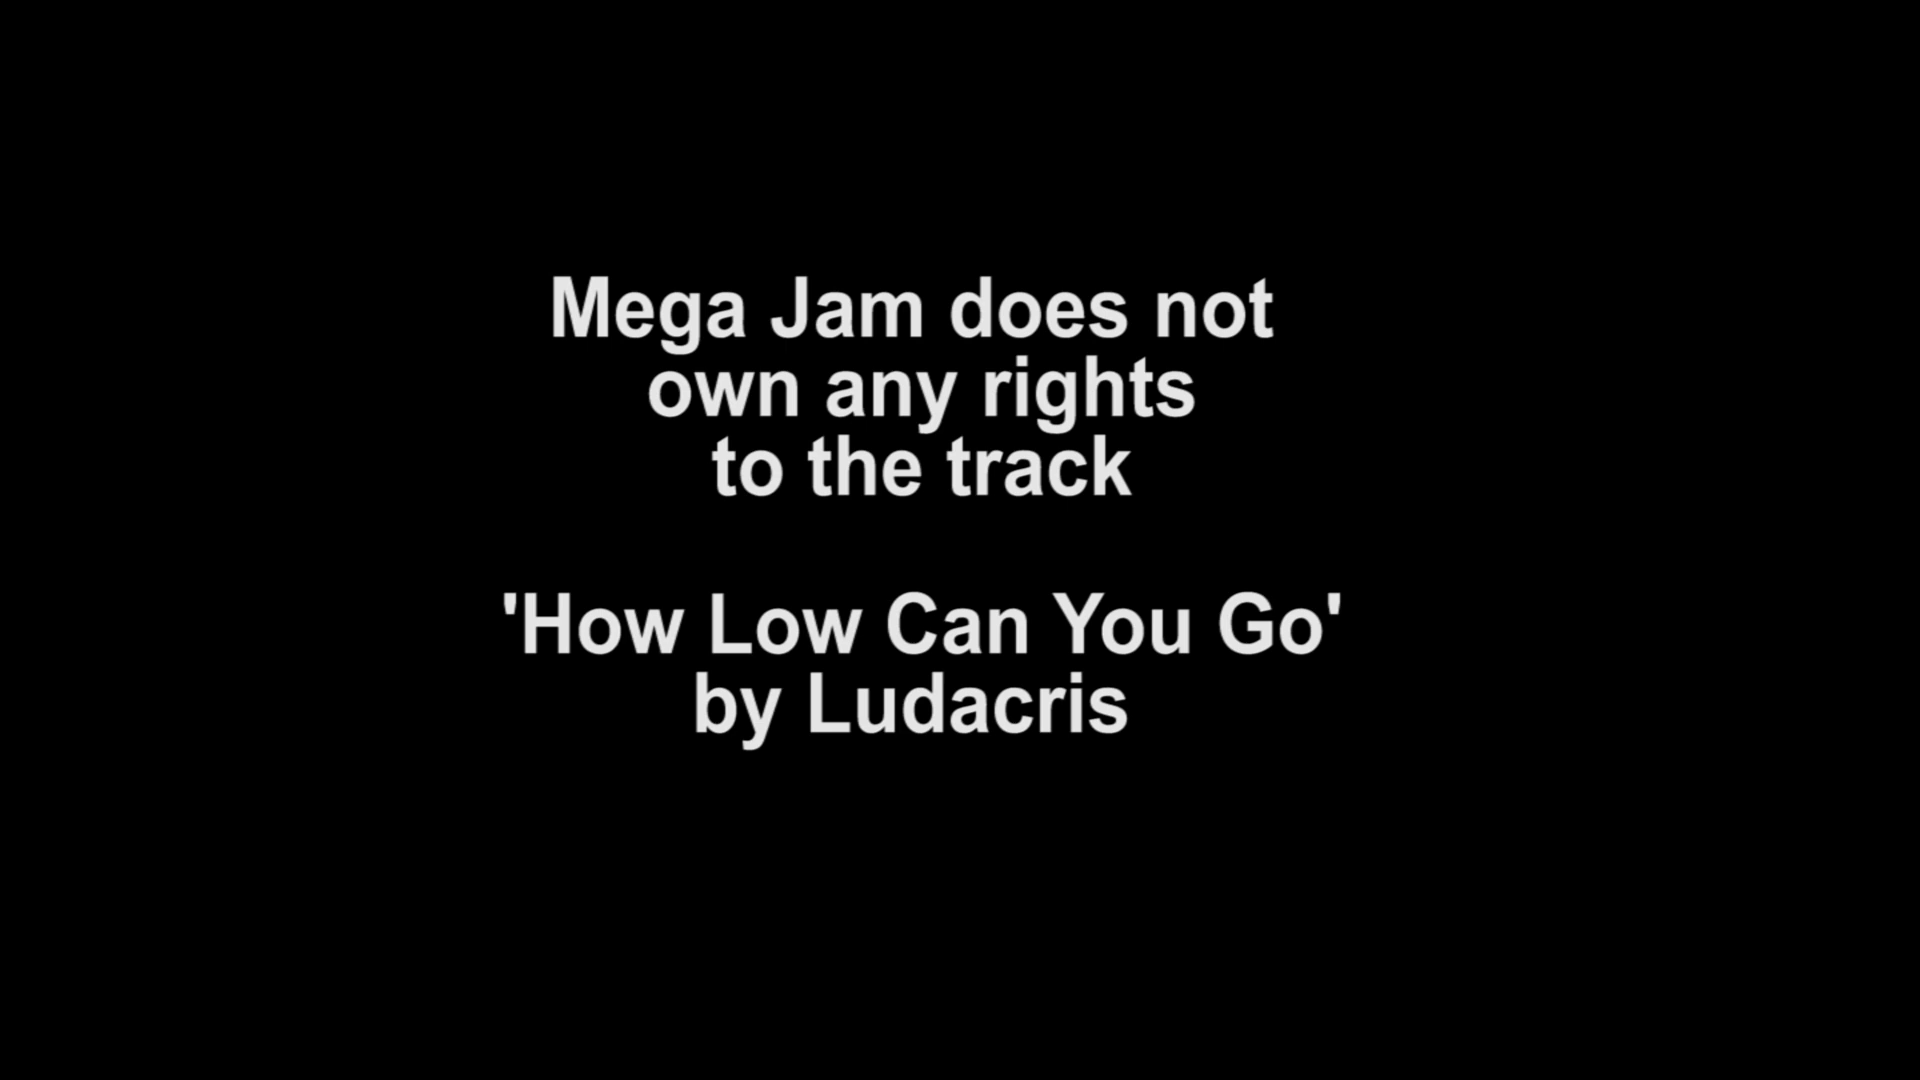 Mega Jam does not
own any rights
to the track
'How Low Can You Go'
by Ludacris